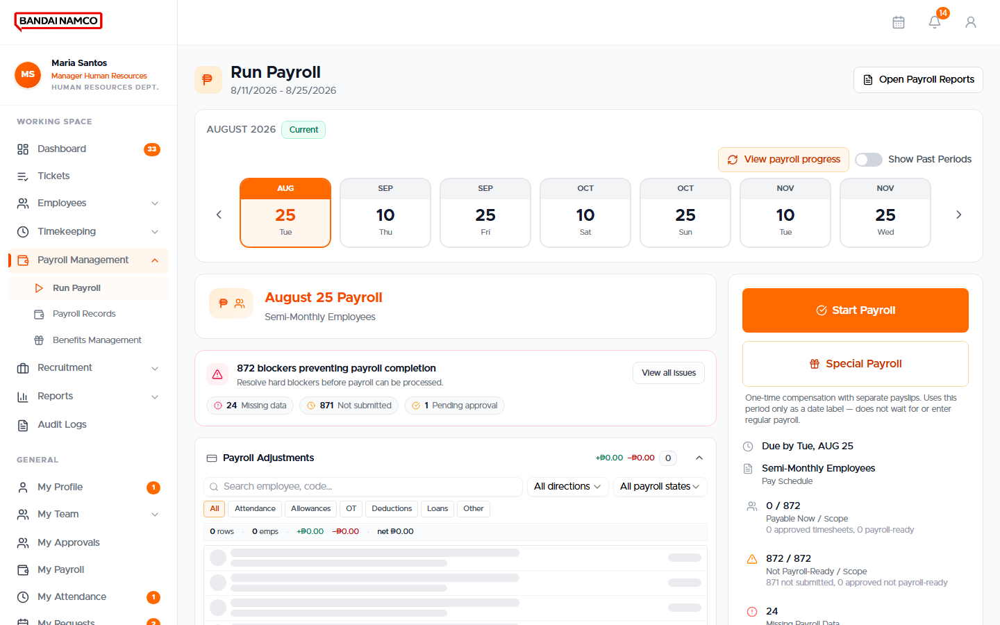 BANDAI NAMCO
14
MS
Maria Santos
Manager Human Resources
HUMAN RESOURCES DEPT.
WORKING SPACE
Dashboard
33
Tickets
Employees
Timekeeping
Payroll Management
Run Payroll
Payroll Records
Benefits Management
Recruitment
Reports
Audit Logs
GENERAL
My Profile
1
My Team
My Approvals
My Payroll
My Attendance
1
My Requests
Run Payroll
8/11/2026 - 8/25/2026
Open Payroll Reports
AUGUST 2026
Current
View payroll progress
Show Past Periods
AUG
25
Tue
SEP
10
Thu
SEP
25
Fri
OCT
10
Sat
OCT
25
Sun
NOV
10
Tue
NOV
25
Wed
August 25 Payroll
Semi-Monthly Employees
872 blockers preventing payroll completion
Resolve hard blockers before payroll can be processed.
View all Issues
24 Missing data
871 Not submitted
1 Pending approval
Payroll Adjustments
+₱0.00 −₱0.00 0
Search employee, code...
All directions
All payroll states
All
Attendance
Allowances
OT
Deductions
Loans
Other
0 rows · 0 emps · +₱0.00 −₱0.00 · net ₱0.00
Start Payroll
Special Payroll
One-time compensation with separate payslips. Uses this
period only as a date label — does not wait for or enter
regular payroll.
Due by Tue, AUG 25
Semi-Monthly Employees
Pay Schedule
0 / 872
Payable Now / Scope
0 approved timesheets, 0 payroll-ready
872 / 872
Not Payroll-Ready / Scope
871 not submitted, 0 approved not payroll-ready
24
Missing Payroll Data